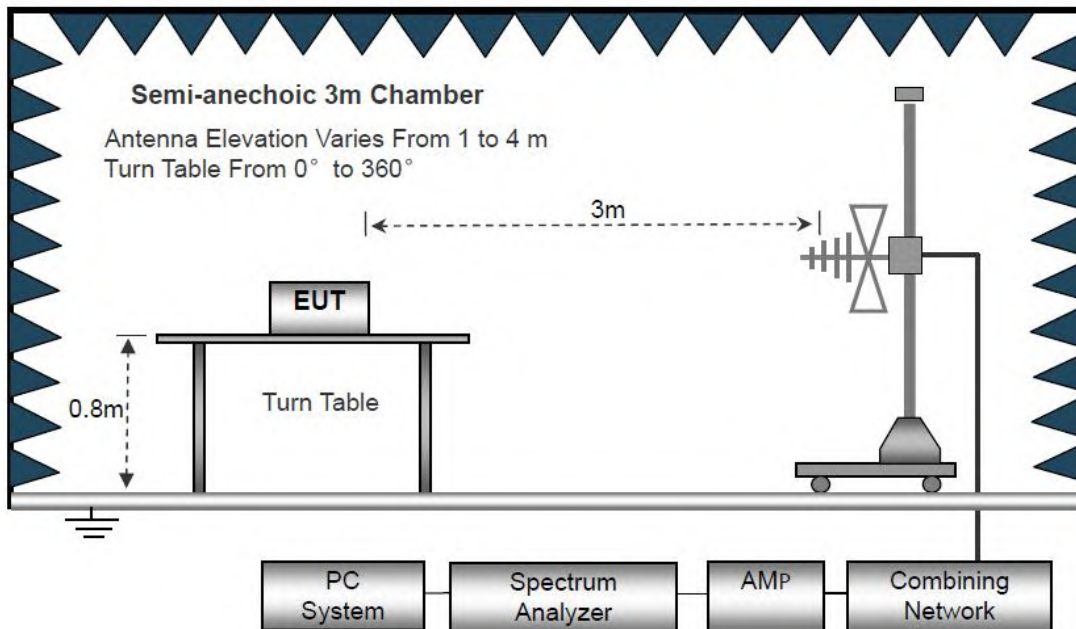 Semi-anechoic 3m Chamber
Antenna Elevation Varies From 1 to 4 m
Turn Table From 0° to 360°
3m
EUT
0.8m
Turn Table
PC
System
Spectrum
Analyzer
AMP
Combining
Network